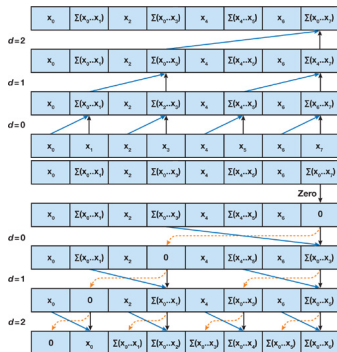 x₀ Σ(x₀..x₁) x₂ Σ(x₀..x₃) x₄ Σ(x₄..x₅) x₆ Σ(x₀..x₇)
d=2
x₀ Σ(x₀..x₁) x₂ Σ(x₀..x₃) x₄ Σ(x₄..x₅) x₆ Σ(x₄..x₇)
d=1
x₀ Σ(x₀..x₁) x₂ Σ(x₂..x₃) x₄ Σ(x₄..x₅) x₆ Σ(x₆..x₇)
d=0
x₀ x₁ x₂ x₃ x₄ x₅ x₆ x₇
x₀ Σ(x₀..x₁) x₂ Σ(x₀..x₃) x₄ Σ(x₄..x₅) x₆ Σ(x₀..x₇)
Zero
x₀ Σ(x₀..x₁) x₂ Σ(x₀..x₃) x₄ Σ(x₄..x₅) x₆ 0
d=0
x₀ Σ(x₀..x₁) x₂ 0 x₄ Σ(x₄..x₅) x₆ Σ(x₀..x₃)
d=1
x₀ 0 x₂ Σ(x₀..x₁) x₄ Σ(x₀..x₃) x₆ Σ(x₀..x₅)
d=2
0 x₀ Σ(x₀..x₁) Σ(x₀..x₂) Σ(x₀..x₃) Σ(x₀..x₄) Σ(x₀..x₅) Σ(x₀..x₆)